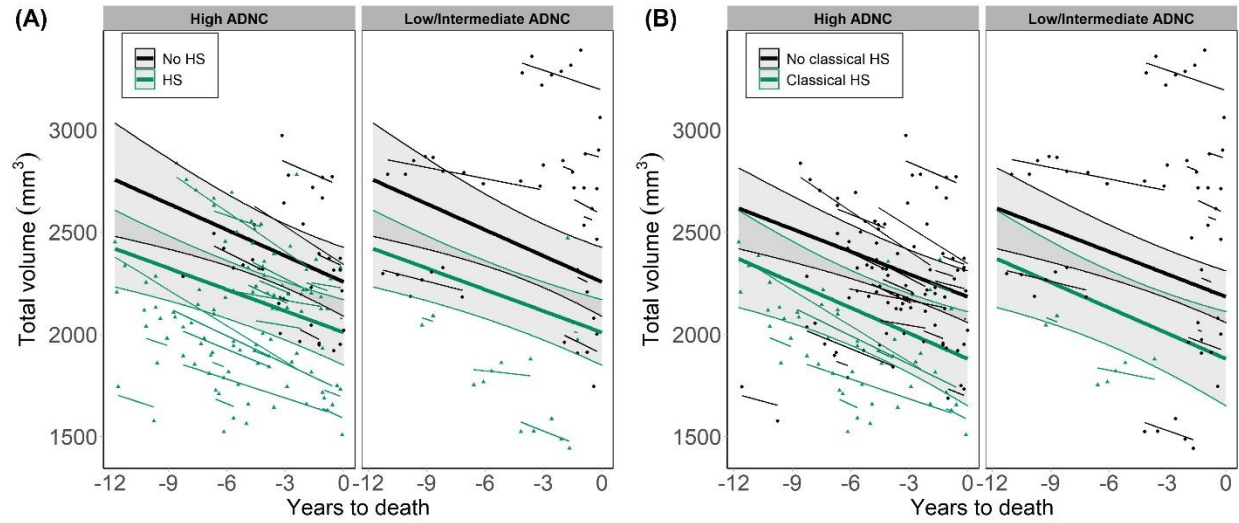 (A)
High ADNC
Low/Intermediate ADNC
No HS
HS
Total volume (mm³)
3000
2500
2000
1500
-12 -9 -6 -3 0
-12 -9 -6 -3 0
Years to death
(B)
High ADNC
Low/Intermediate ADNC
No classical HS
Classical HS
Total volume (mm³)
3000
2500
2000
1500
-12 -9 -6 -3 0
-12 -9 -6 -3 0
Years to death